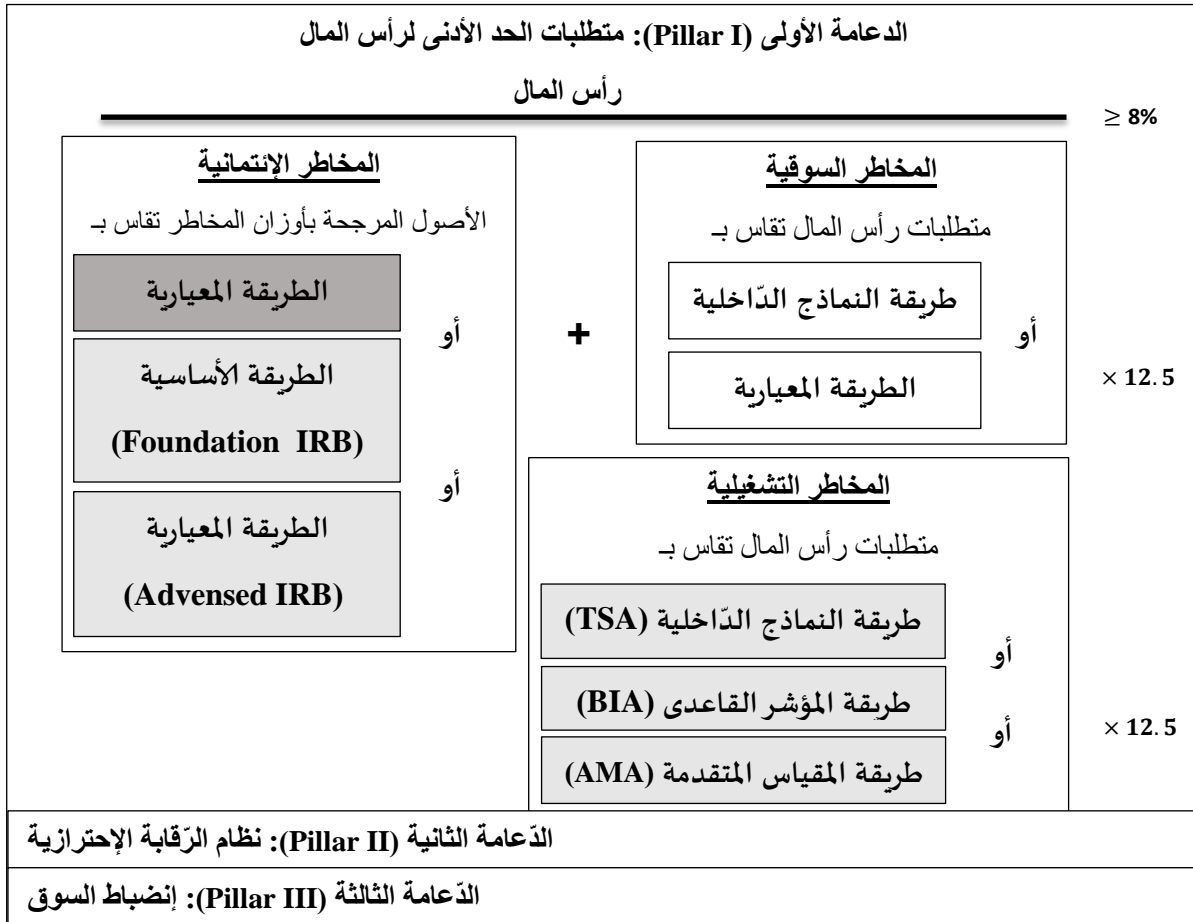 الدعامة الأولى (Pillar I): متطلبات الحد الأدنى لرأس المال
رأس المال
≥ 8%
المخاطر السوقية
متطلبات رأس المال تقاس بـ
طريقة النماذج الدّاخلية
أو
الطريقة المعيارية
× 12.5
+
المخاطر الإئتمانية
الأصول المرجحة بأوزان المخاطر تقاس بـ
الطريقة المعيارية
أو
الطريقة الأساسية
(Foundation IRB)
أو
الطريقة المعيارية
(Advensed IRB)
المخاطر التشغيلية
متطلبات رأس المال تقاس بـ
طريقة النماذج الدّاخلية (TSA)
أو
طريقة المؤشر القاعدى (BIA)
أو
× 12.5
طريقة المقياس المتقدمة (AMA)
الدّعامة الثانية (Pillar II): نظام الرّقابة الإحترازية
الدّعامة الثالثة (Pillar III): إنضباط السوق